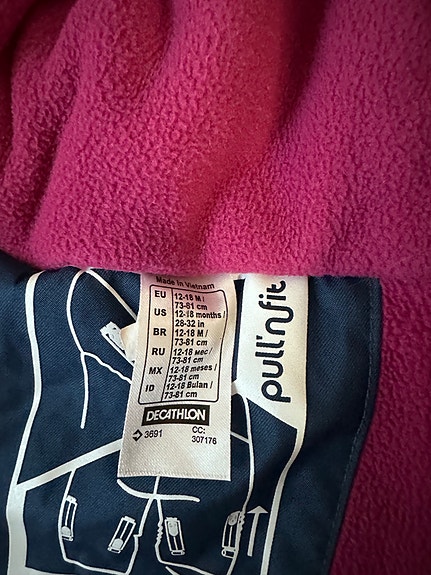 Made in Vietnam
EU 12-18 M /
73-81 cm
US 12-18 months /
28-32 in
BR 12-18 M /
73-81 cm
RU 12-18 мес /
73-81 cm
MX 12-18 meses /
73-81 cm
ID 12-18 Bulan /
73-81 cm
DECATHLON
3691 CC:
307176
pull'n fit